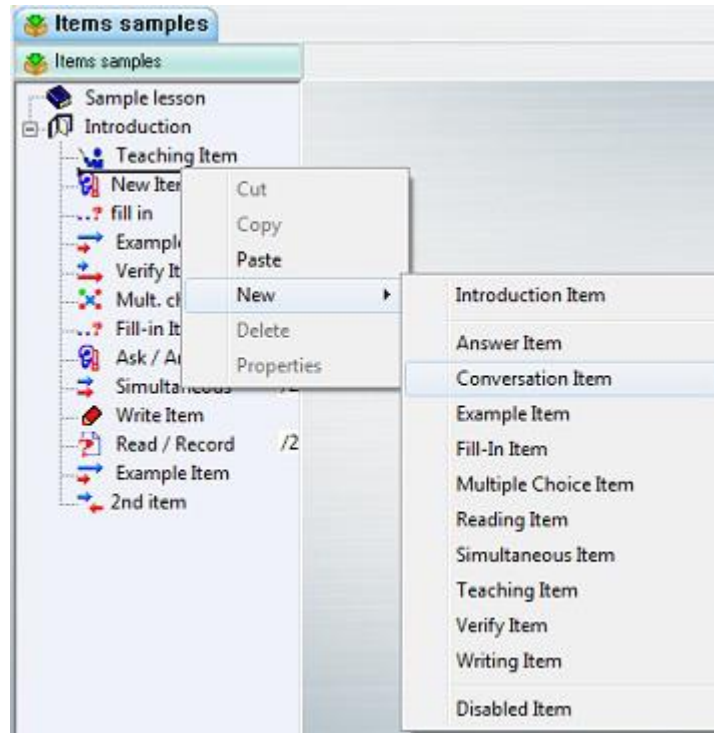 Items samples
Items samples
Sample lesson
Introduction
Teaching Item
New Iter
fill in
Example
Verify It
Mult. ch
Fill-in It
Ask / A
Simultaneous /2
Write Item
Read / Record /2
Example Item
2nd item
Cut
Copy
Paste
New
Delete
Properties
Introduction Item
Answer Item
Conversation Item
Example Item
Fill-In Item
Multiple Choice Item
Reading Item
Simultaneous Item
Teaching Item
Verify Item
Writing Item
Disabled Item